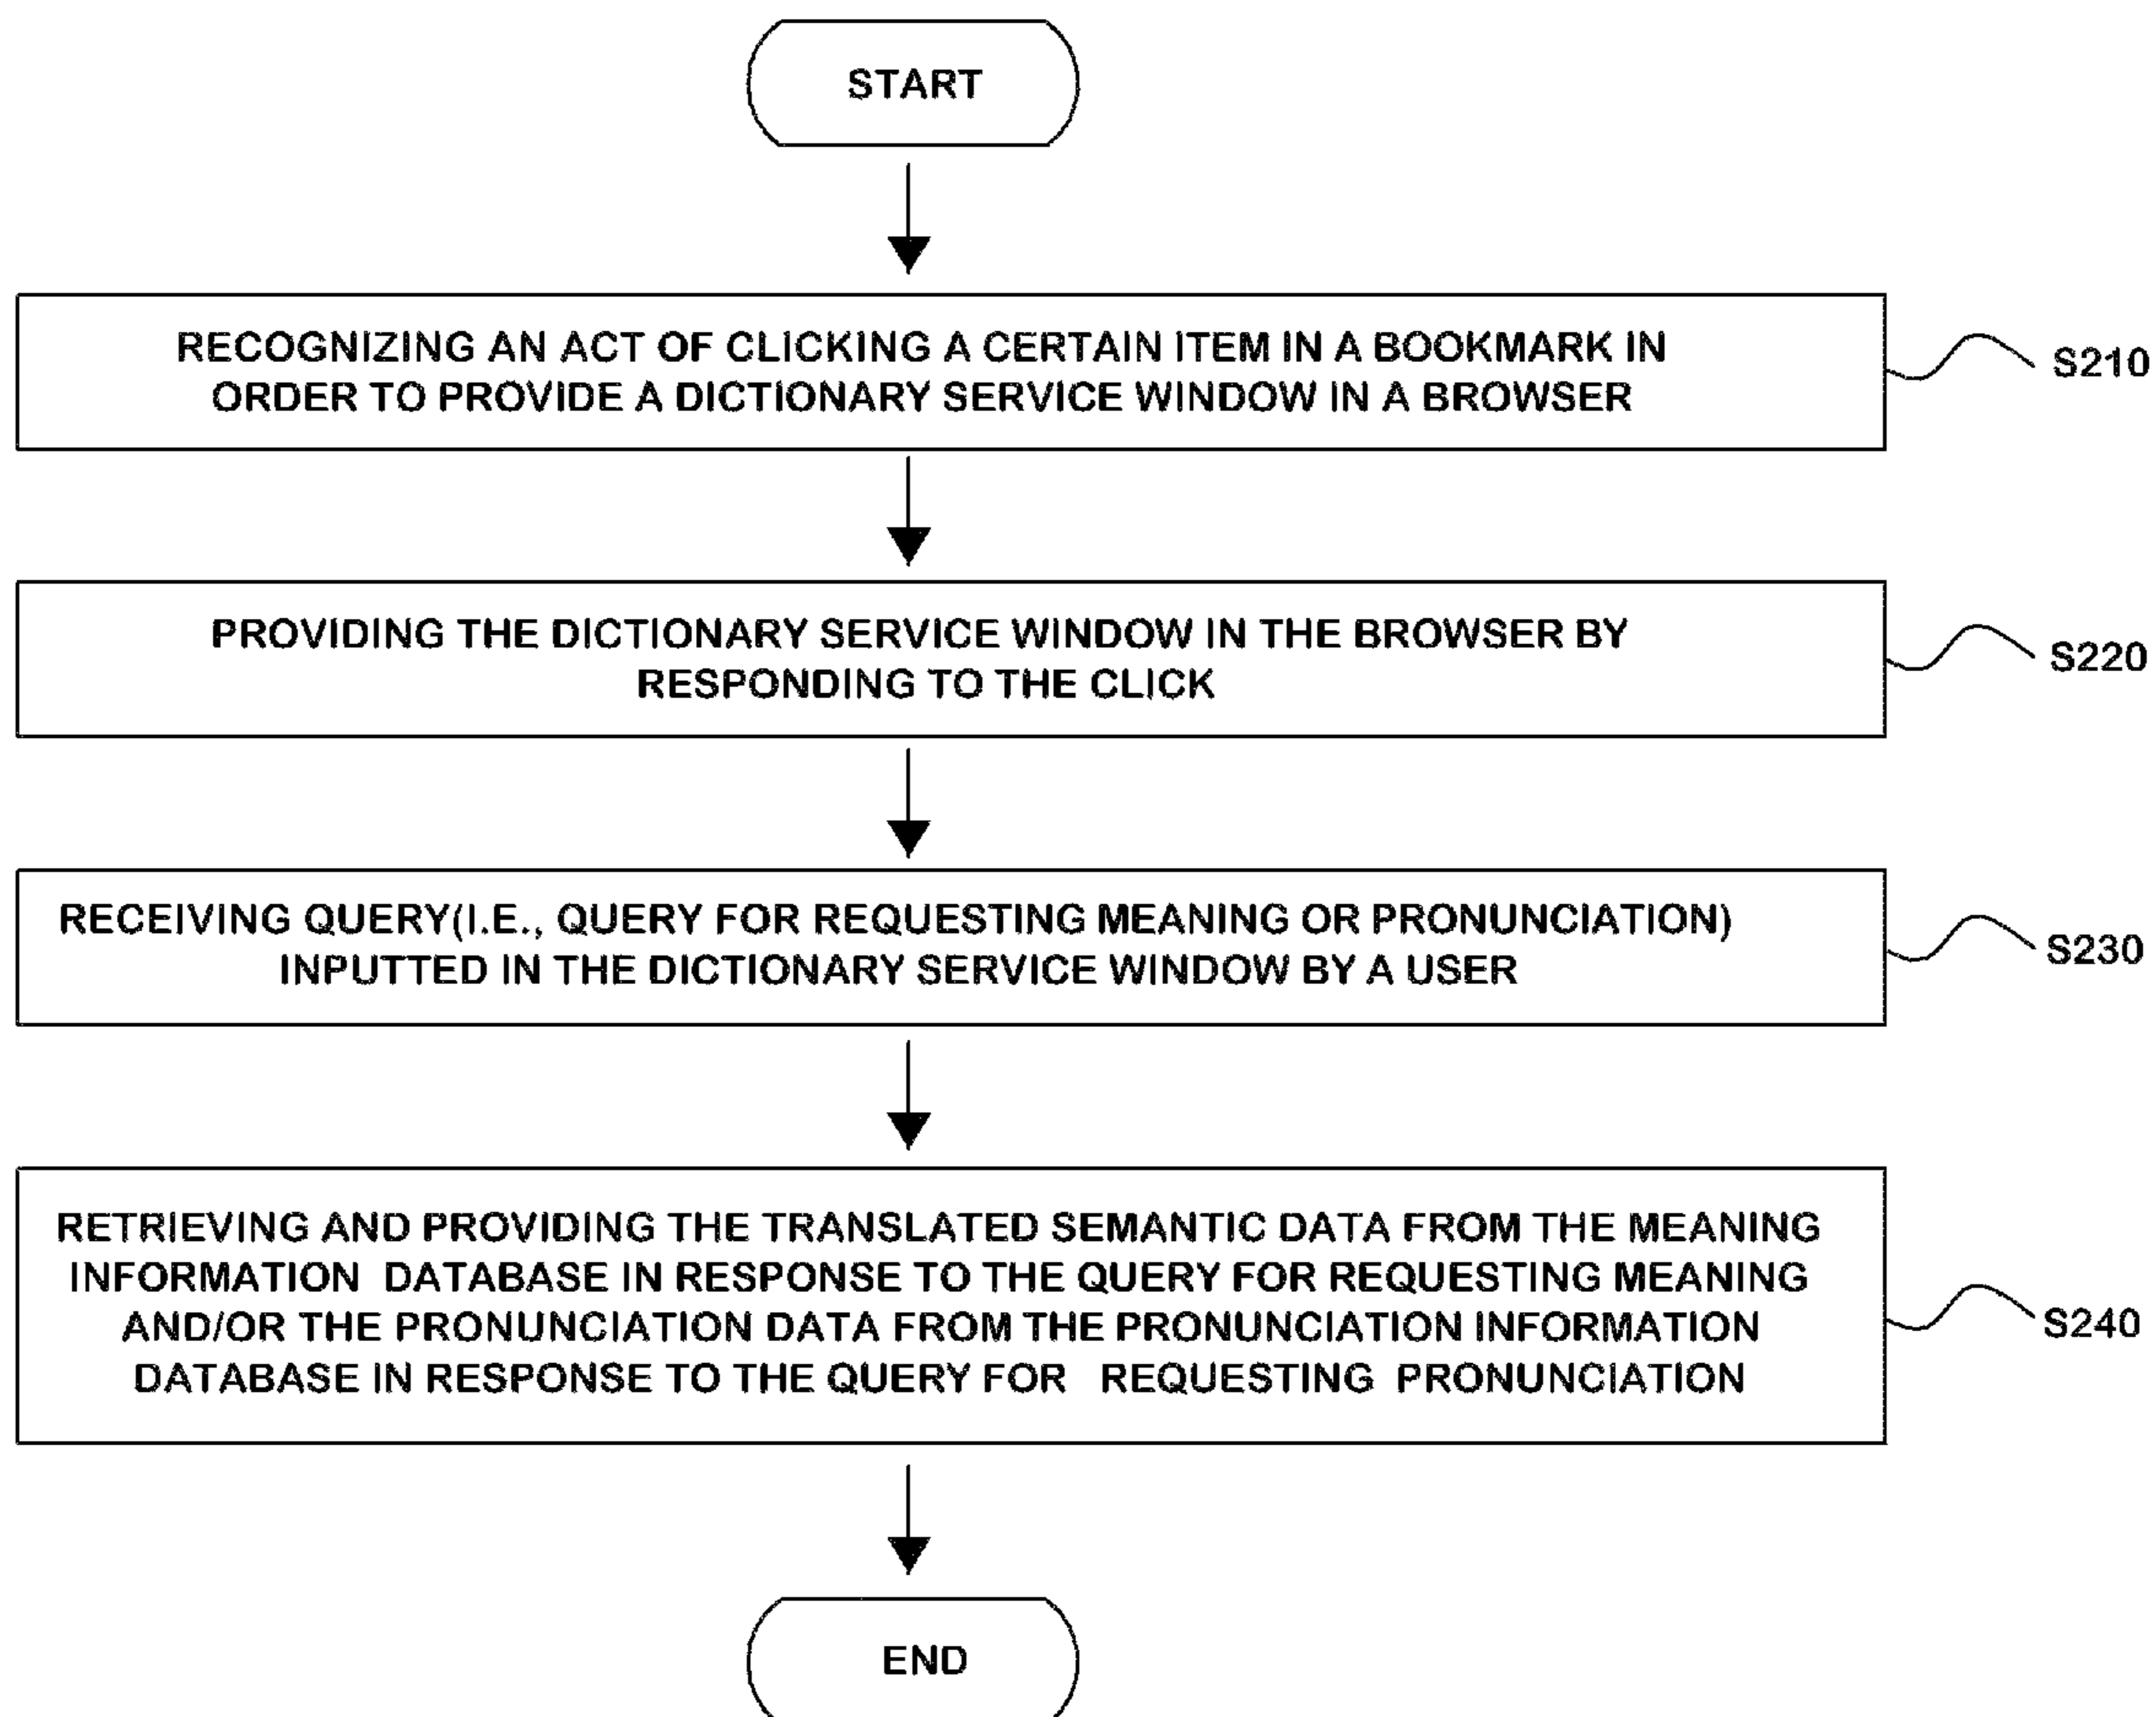 START
RECOGNIZING AN ACT OF CLICKING A CERTAIN ITEM IN A BOOKMARK IN
ORDER TO PROVIDE A DICTIONARY SERVICE WINDOW IN A BROWSER
S210
PROVIDING THE DICTIONARY SERVICE WINDOW IN THE BROWSER BY
RESPONDING TO THE CLICK
S220
RECEIVING QUERY(I.E., QUERY FOR REQUESTING MEANING OR PRONUNCIATION)
INPUTTED IN THE DICTIONARY SERVICE WINDOW BY A USER
S230
RETRIEVING AND PROVIDING THE TRANSLATED SEMANTIC DATA FROM THE MEANING
INFORMATION DATABASE IN RESPONSE TO THE QUERY FOR REQUESTING MEANING
AND/OR THE PRONUNCIATION DATA FROM THE PRONUNCIATION INFORMATION
DATABASE IN RESPONSE TO THE QUERY FOR REQUESTING PRONUNCIATION
S240
END